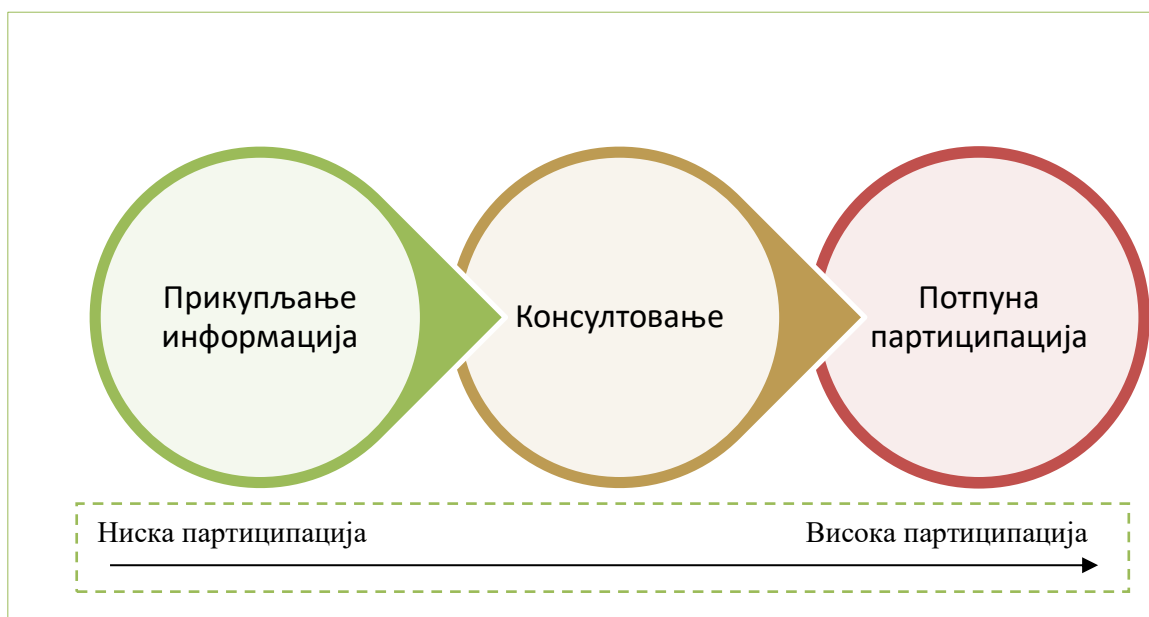 Прикупљање
информација
Консултовање
Потпуна
партиципација
Ниска партиципација
Висока партиципација